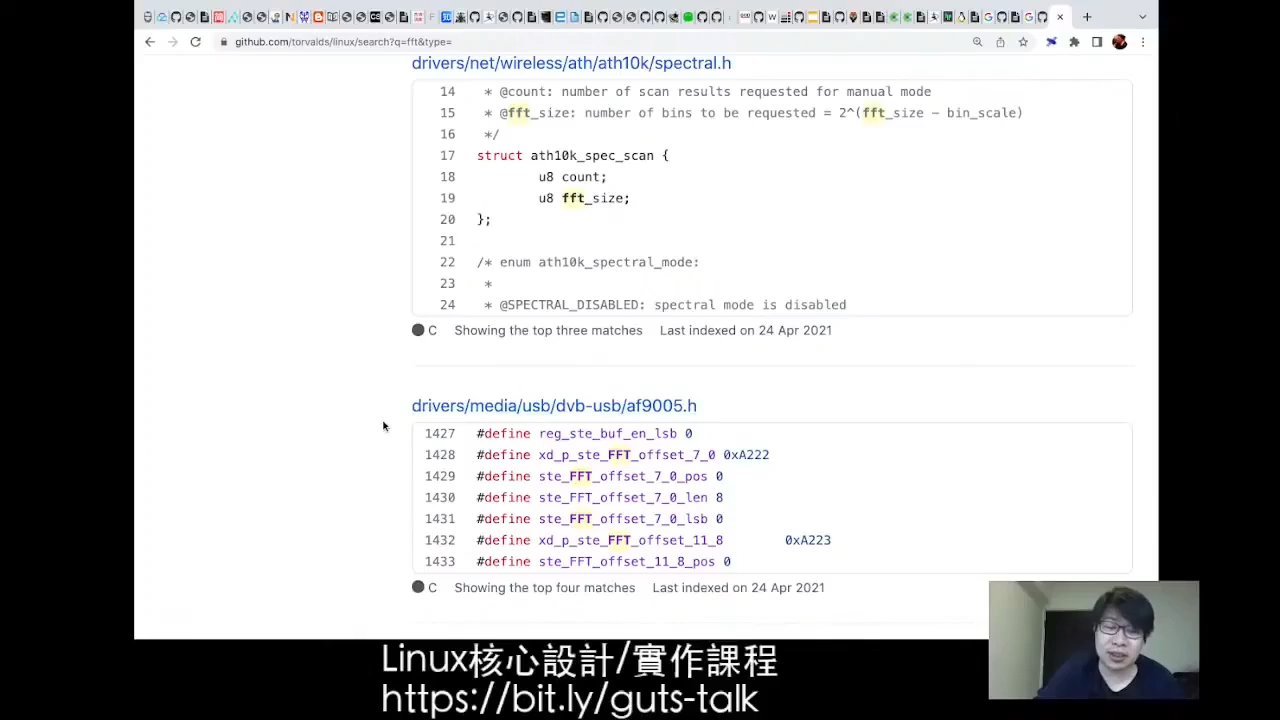 github.com/torvalds/linux/search?q=fft&type=
drivers/net/wireless/ath/ath10k/spectral.h
14 * @count: number of scan results requested for manual mode
15 * @fft_size: number of bins to be requested = 2^(fft_size - bin_scale)
16 */
17 struct ath10k_spec_scan {
18 u8 count;
19 u8 fft_size;
20 };
21
22 /* enum ath10k_spectral_mode:
23 *
24 * @SPECTRAL_DISABLED: spectral mode is disabled
C Showing the top three matches Last indexed on 24 Apr 2021
drivers/media/usb/dvb-usb/af9005.h
1427 #define reg_ste_buf_en_lsb 0
1428 #define xd_p_ste_FFT_offset_7_0 0xA222
1429 #define ste_FFT_offset_7_0_pos 0
1430 #define ste_FFT_offset_7_0_len 8
1431 #define ste_FFT_offset_7_0_lsb 0
1432 #define xd_p_ste_FFT_offset_11_8 0xA223
1433 #define ste_FFT_offset_11_8_pos 0
C Showing the top four matches Last indexed on 24 Apr 2021
Linux核心設計/實作課程
https://bit.ly/guts-talk